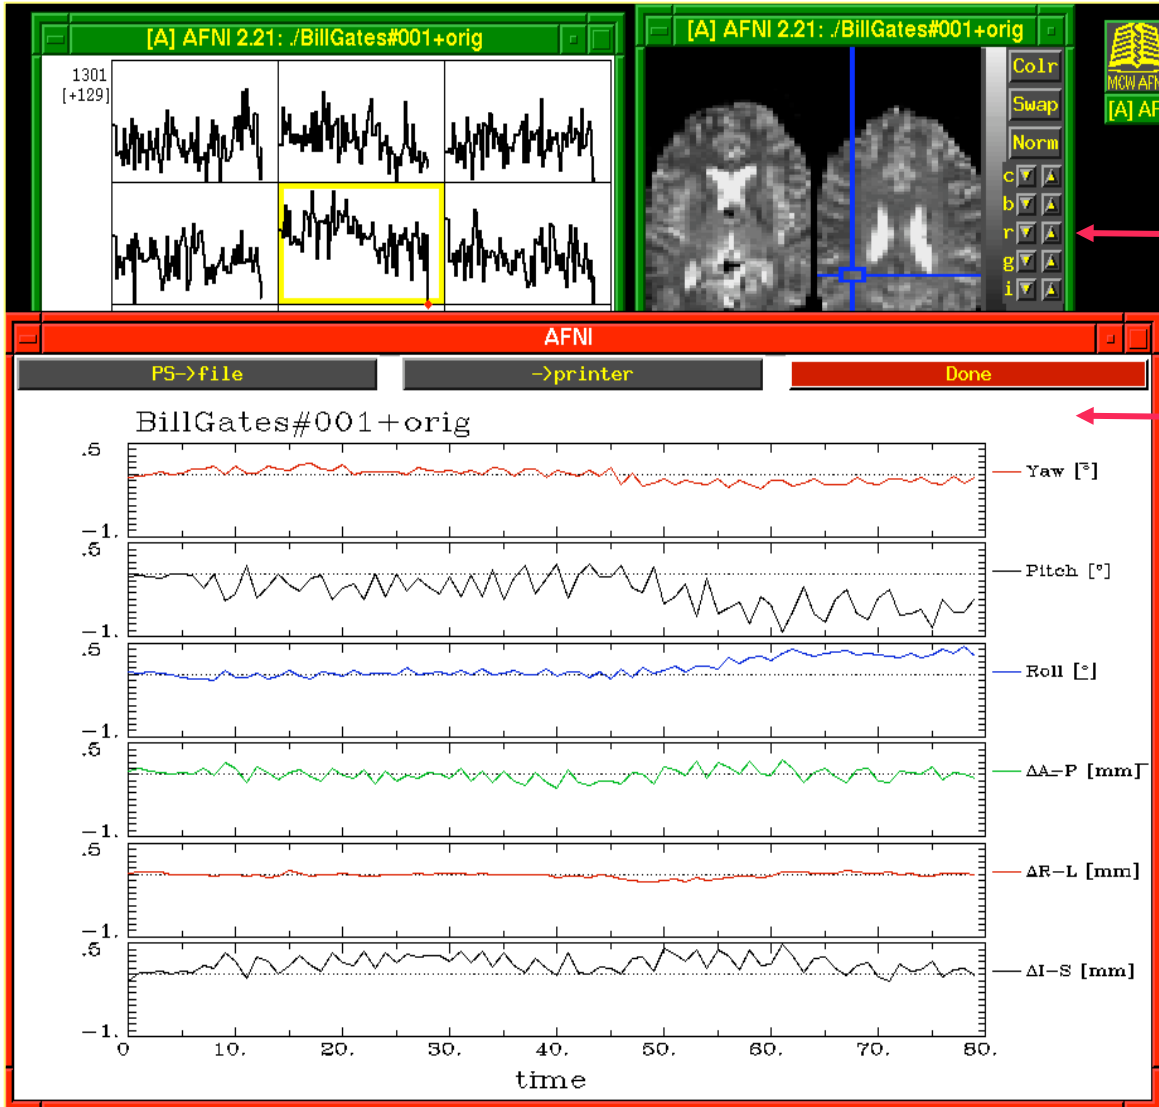 [A] AFNI 2.21: ./BillGates#001+orig
1301
[+129]
[A] AFNI 2.21: ./BillGates#001+orig
Colr
Swap
Norm
c
b
r
g
i
MCW AFN
[A] AF
AFNI
PS->file
->printer
Done
BillGates#001+orig
.5
-1.
Yaw [°]
.5
-1.
Pitch [°]
.5
-1.
Roll [°]
.5
-1.
ΔA-P [mm]
.5
-1.
ΔR-L [mm]
.5
-1.
ΔI-S [mm]
0 10. 20. 30. 40. 50. 60. 70. 80.
time